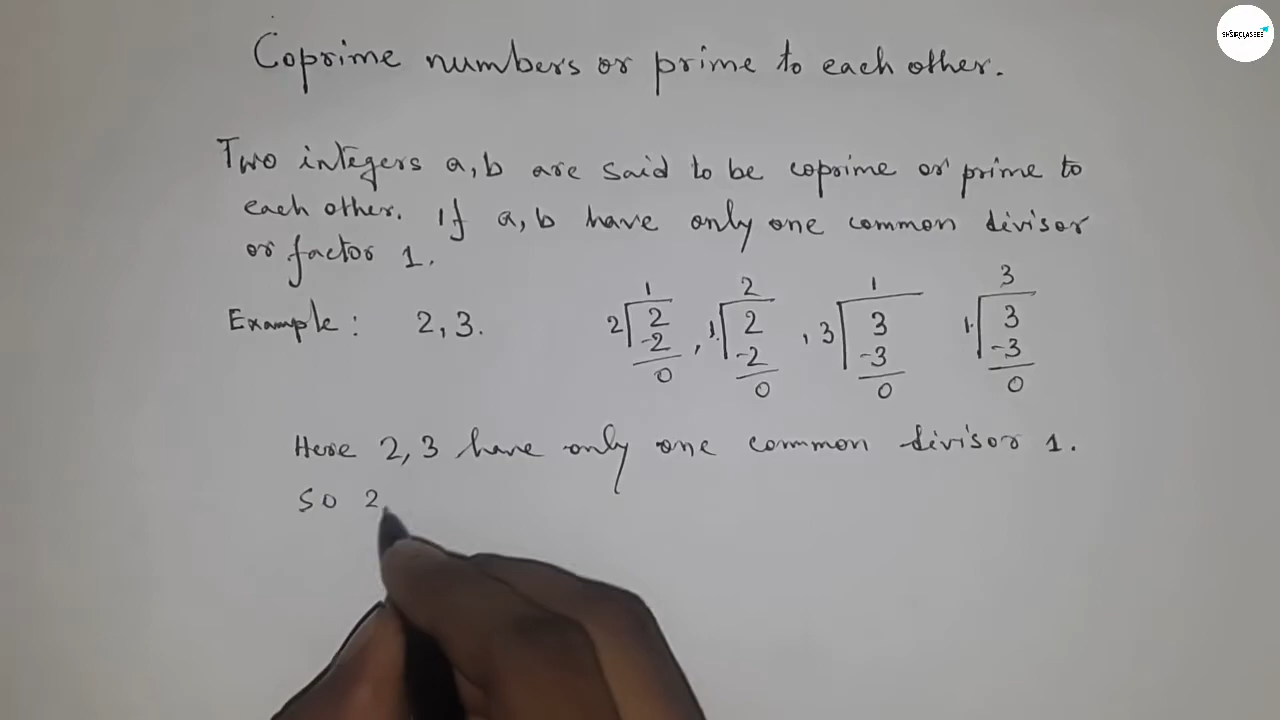 SHSIRCLASSES
Coprime numbers or prime to each other.
Two integers a, b are said to be coprime or prime to
each other. If a, b have only one common divisor
or factor 1.
Example : 2, 3.
1
2 2
-2
0
,
2
1. 2
-2
0
,
1
3 3
-3
0
3
1. 3
-3
0
Here 2, 3 have only one common divisor 1.
So 2,